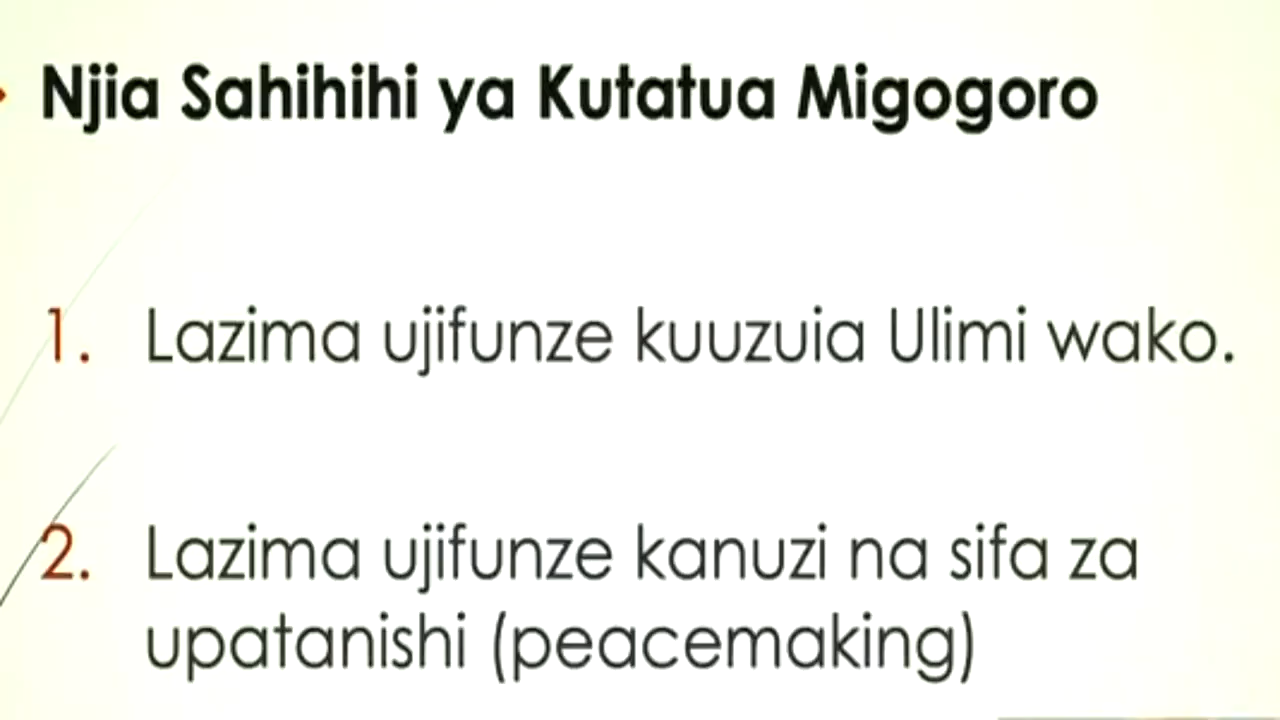 Njia Sahihihi ya Kutatua Migogoro
1. Lazima ujifunze kuuzuia Ulimi wako.
2. Lazima ujifunze kanuzi na sifa za
upatanishi (peacemaking)